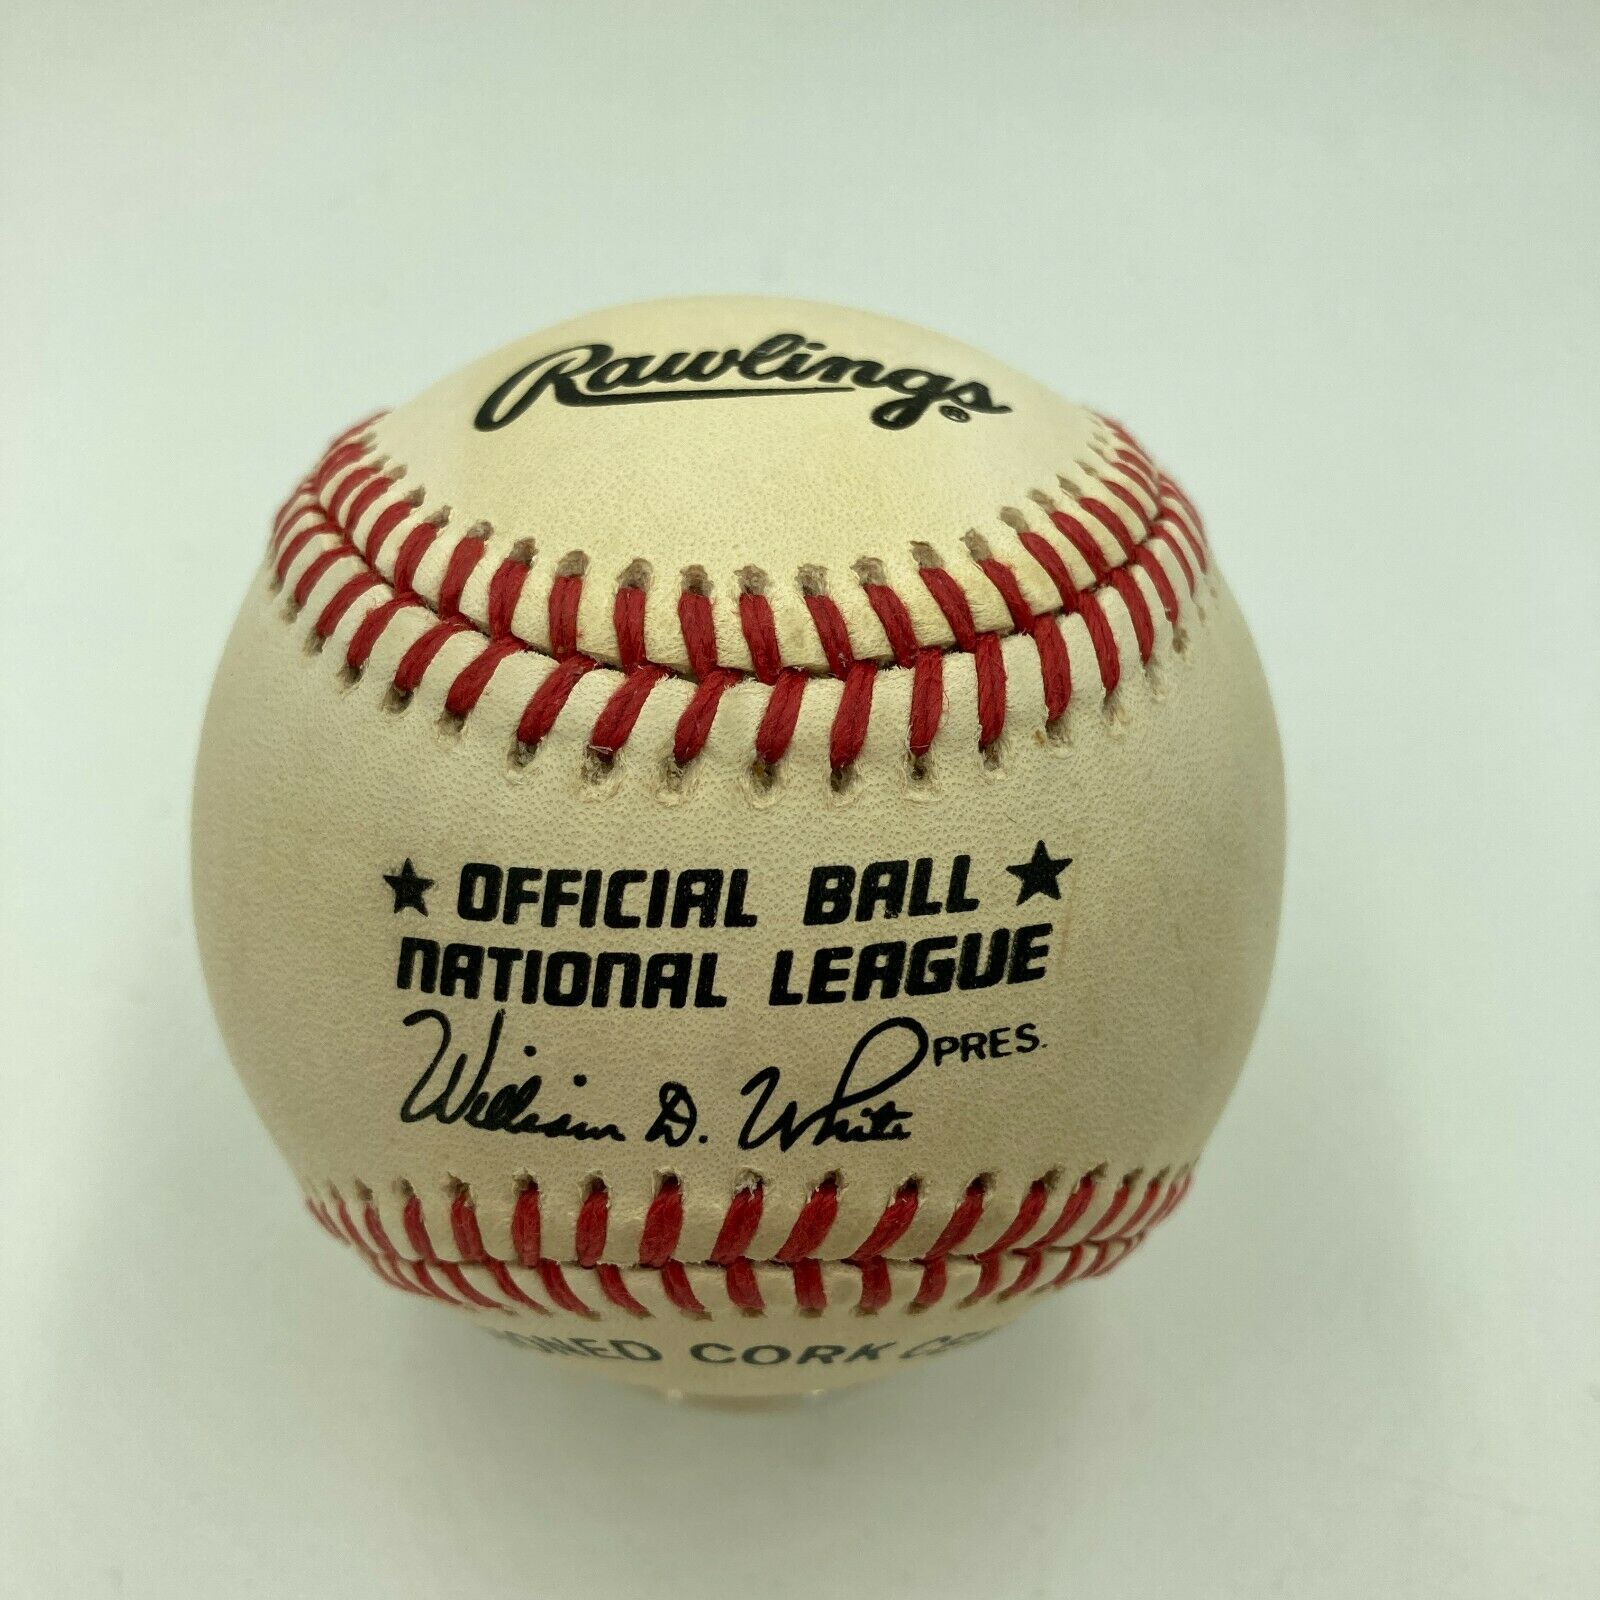 Rawlings®
★ OFFICIAL BALL ★
NATIONAL LEAGUE
William D. White PRES.
CORK